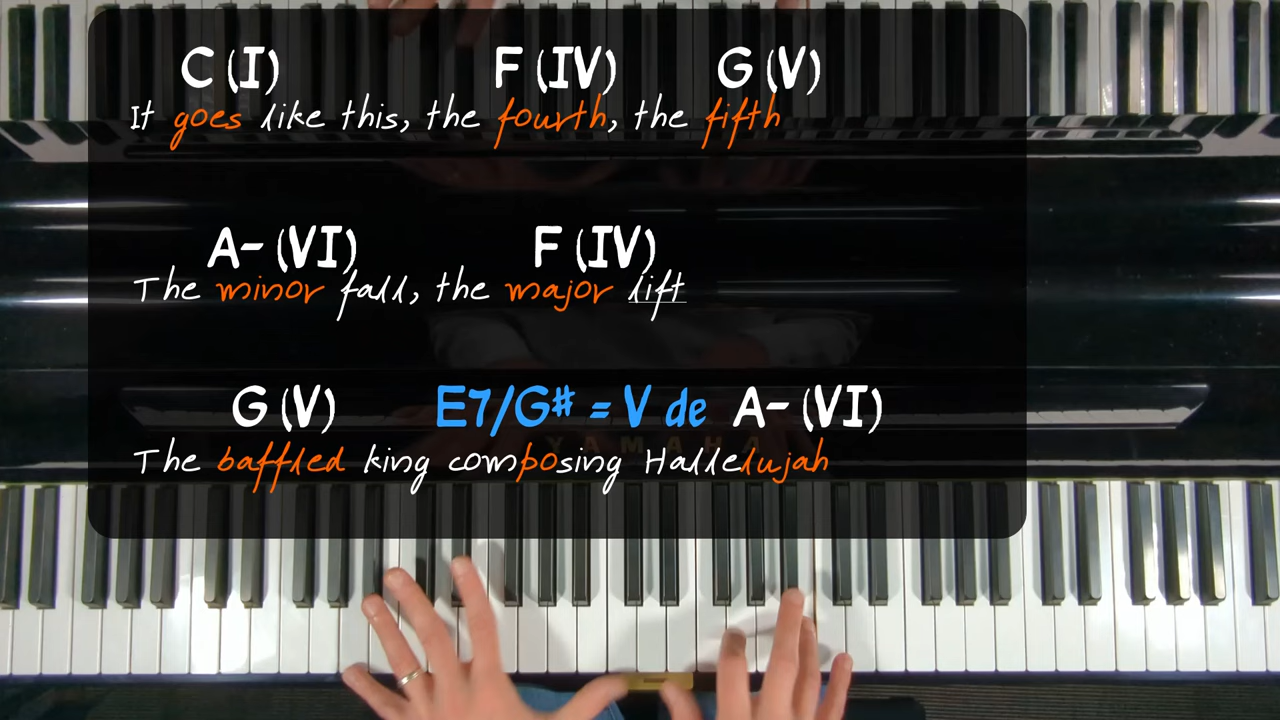 C (I) F (IV) G (V)
It goes like this, the fourth, the fifth
A- (VI) F (IV)
The minor fall, the major lift
G (V) E7/G# = V de A- (VI)
YAMAHA
The baffled king composing Hallelujah